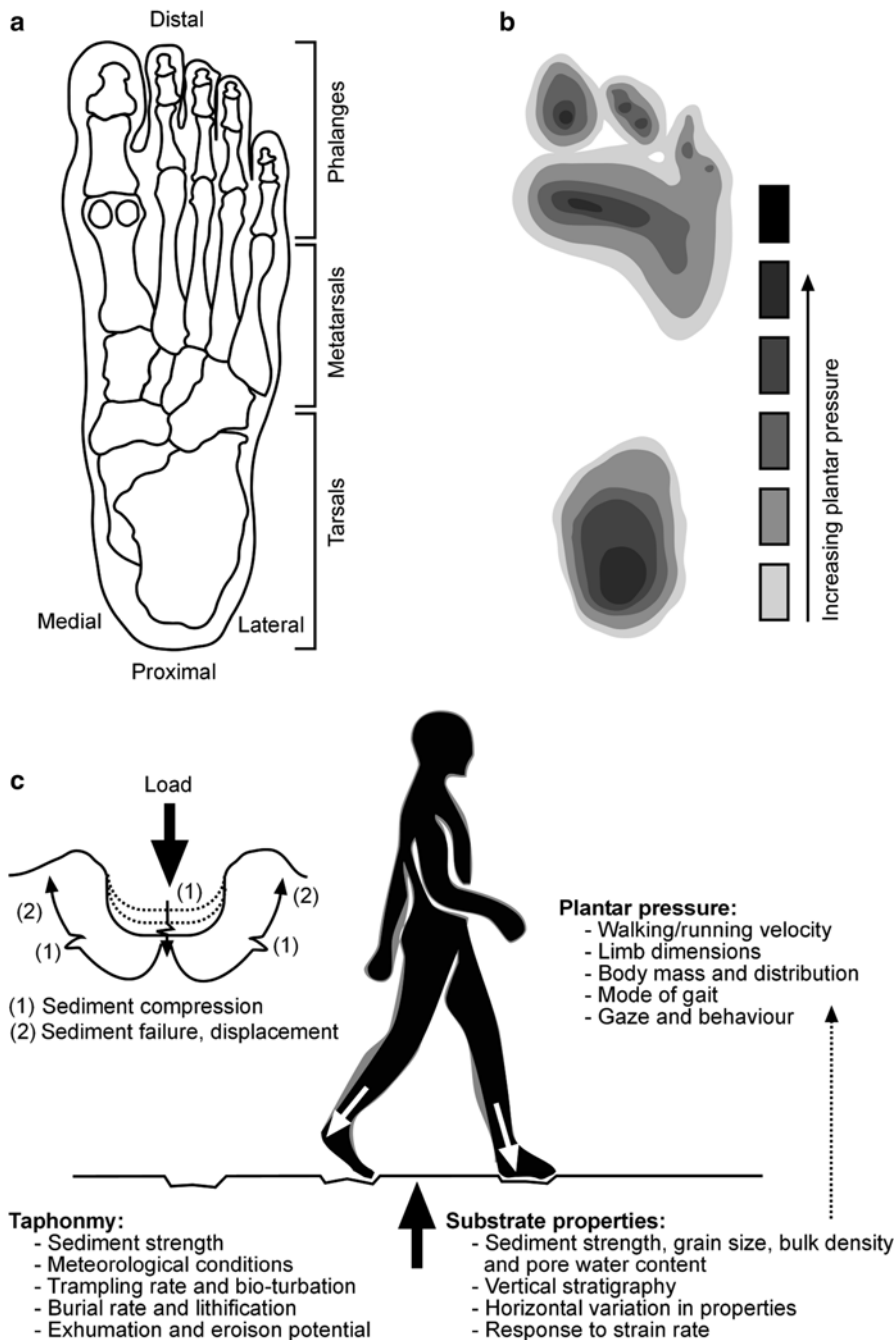 a
Distal
Phalanges
Metatarsals
Tarsals
Medial
Lateral
Proximal
b
Increasing plantar pressure
c
Load
(1)
(2)
(2)
(1)
(1)
(1) Sediment compression
(2) Sediment failure, displacement
Plantar pressure:
- Walking/running velocity
- Limb dimensions
- Body mass and distribution
- Mode of gait
- Gaze and behaviour
Taphonmy:
- Sediment strength
- Meteorological conditions
- Trampling rate and bio-turbation
- Burial rate and lithification
- Exhumation and eroison potential
Substrate properties:
- Sediment strength, grain size, bulk density
and pore water content
- Vertical stratigraphy
- Horizontal variation in properties
- Response to strain rate